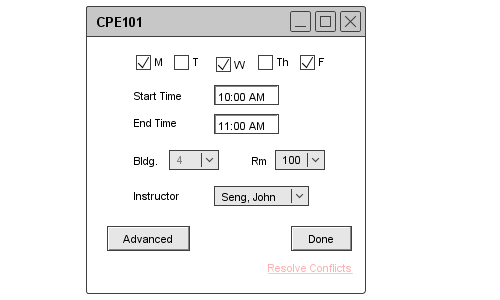 CPE101
M T W Th F
Start Time 10:00 AM
End Time 11:00 AM
Bldg. 4 Rm 100
Instructor Seng, John
Advanced Done
Resolve Conflicts